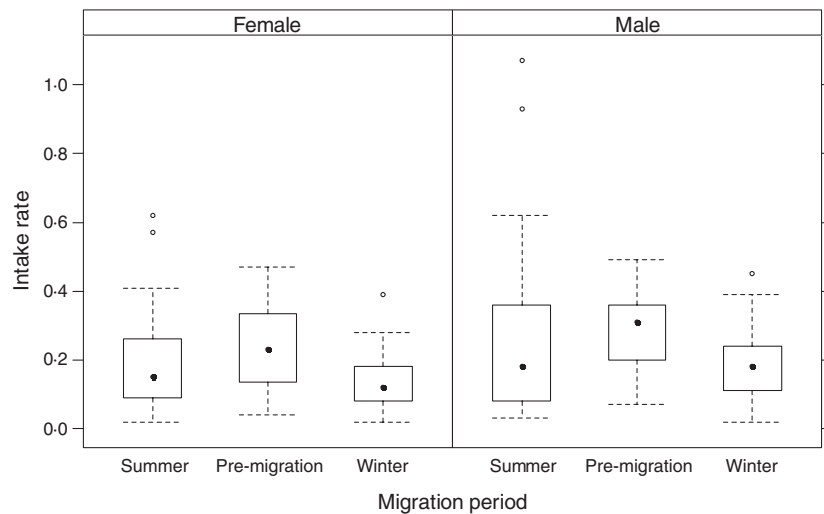 Female Male
1·0
0·8
0·6
0·4
0·2
0·0
Intake rate
Summer Pre-migration Winter Summer Pre-migration Winter
Migration period